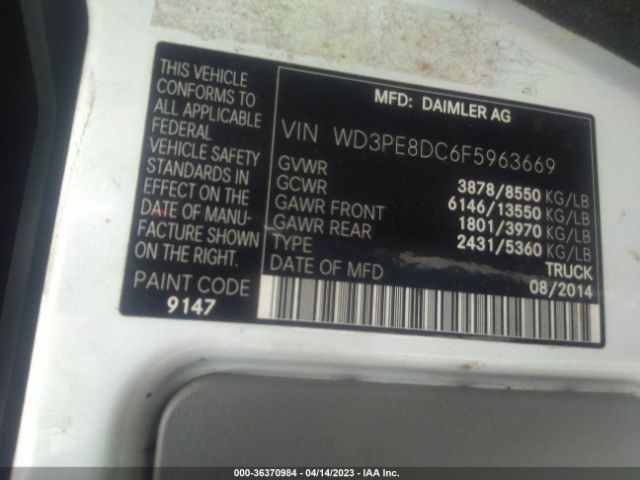 THIS VEHICLE
CONFORMS TO
ALL APPLICABLE
FEDERAL
VEHICLE SAFETY
STANDARDS IN
EFFECT ON THE
DATE OF MANU-
FACTURE SHOWN
ON THE RIGHT.
PAINT CODE
9147
MFD: DAIMLER AG
VIN WD3PE8DC6F5963669
GVWR 3878/8550 KG/LB
GCWR 6146/13550 KG/LB
GAWR FRONT 1801/3970 KG/LB
GAWR REAR 2431/5360 KG/LB
TYPE TRUCK
DATE OF MFD 08/2014
000-36370984 - 04/14/2023 - IAA Inc.